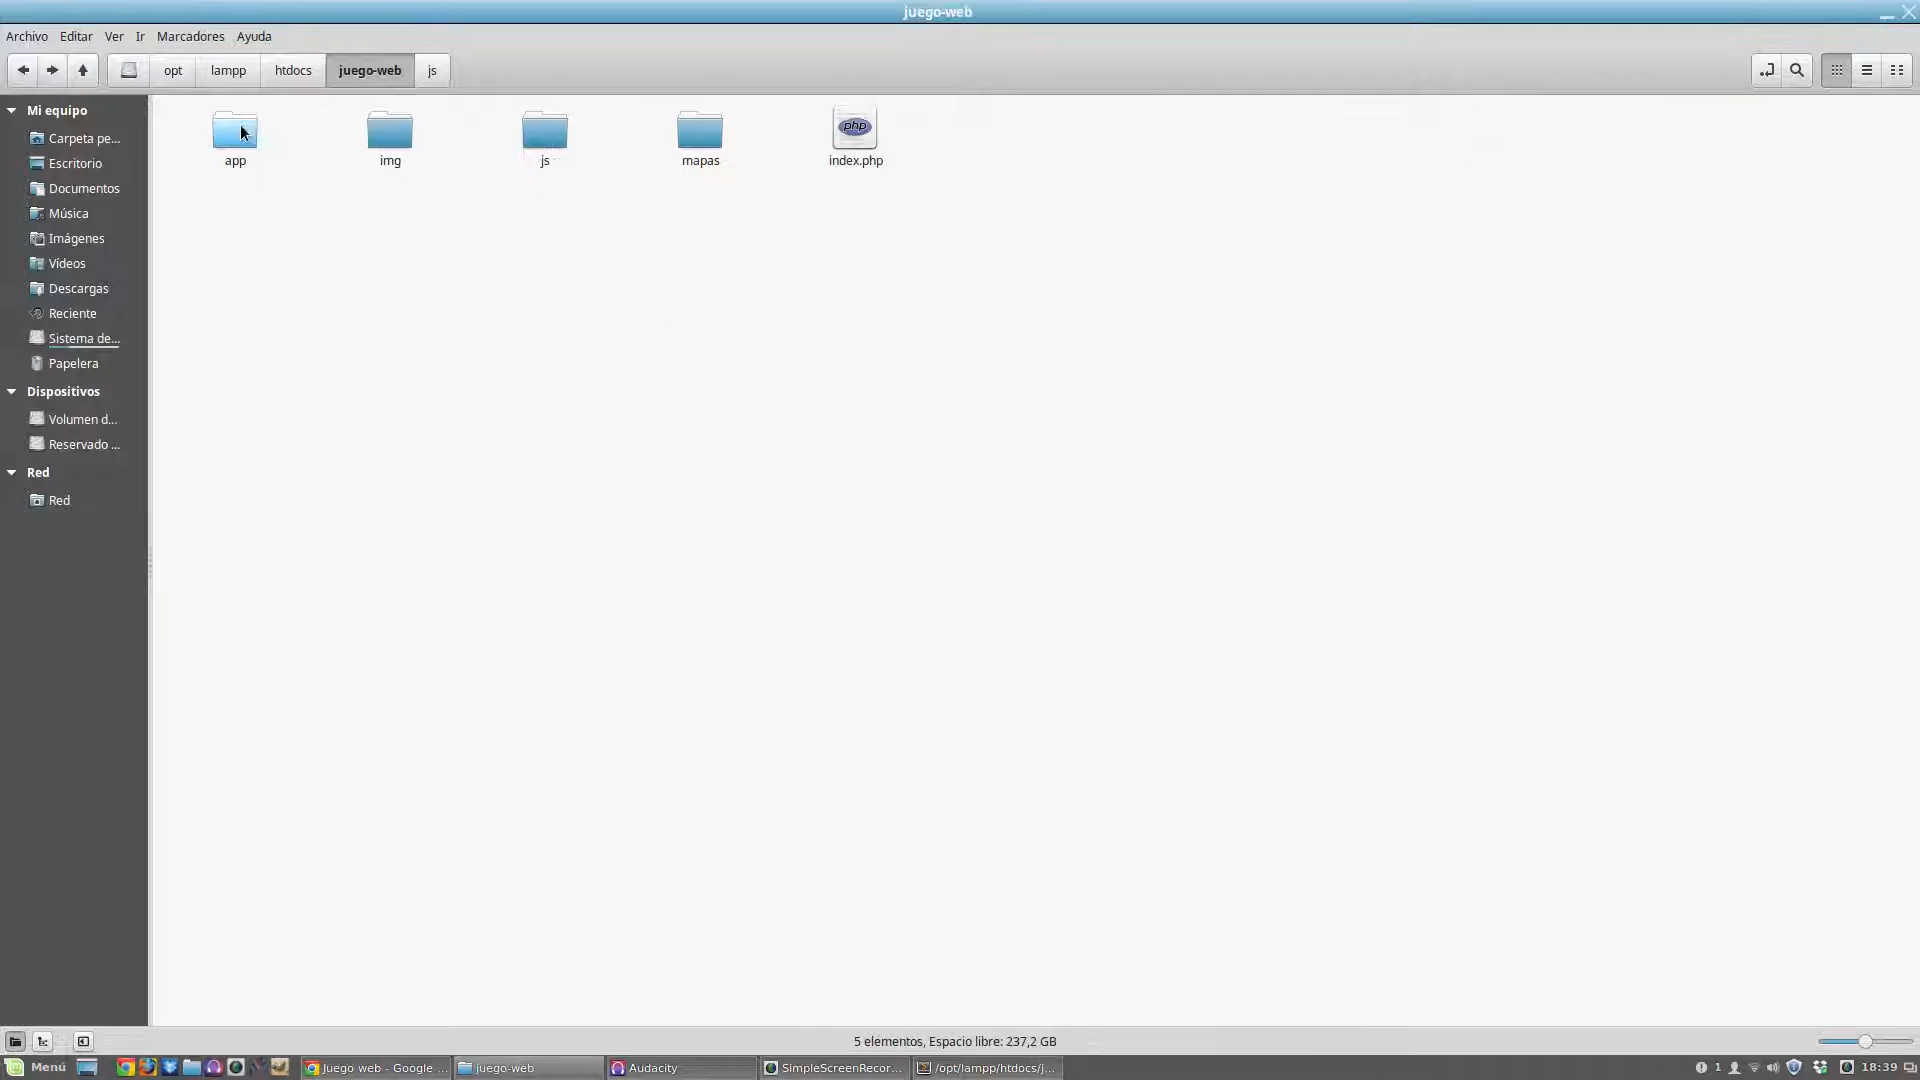 juego-web
Archivo Editar Ver Ir Marcadores Ayuda
opt lampp htdocs juego-web js
Mi equipo
Carpeta pe...
Escritorio
Documentos
Música
Imágenes
Vídeos
Descargas
Reciente
Sistema de...
Papelera
Dispositivos
Volumen d...
Reservado ...
Red
Red
app img js mapas index.php
php
5 elementos, Espacio libre: 237,2 GB
Menú Juego web - Google ... juego-web Audacity SimpleScreenRecor... /opt/lampp/htdocs/j... 1 18:39